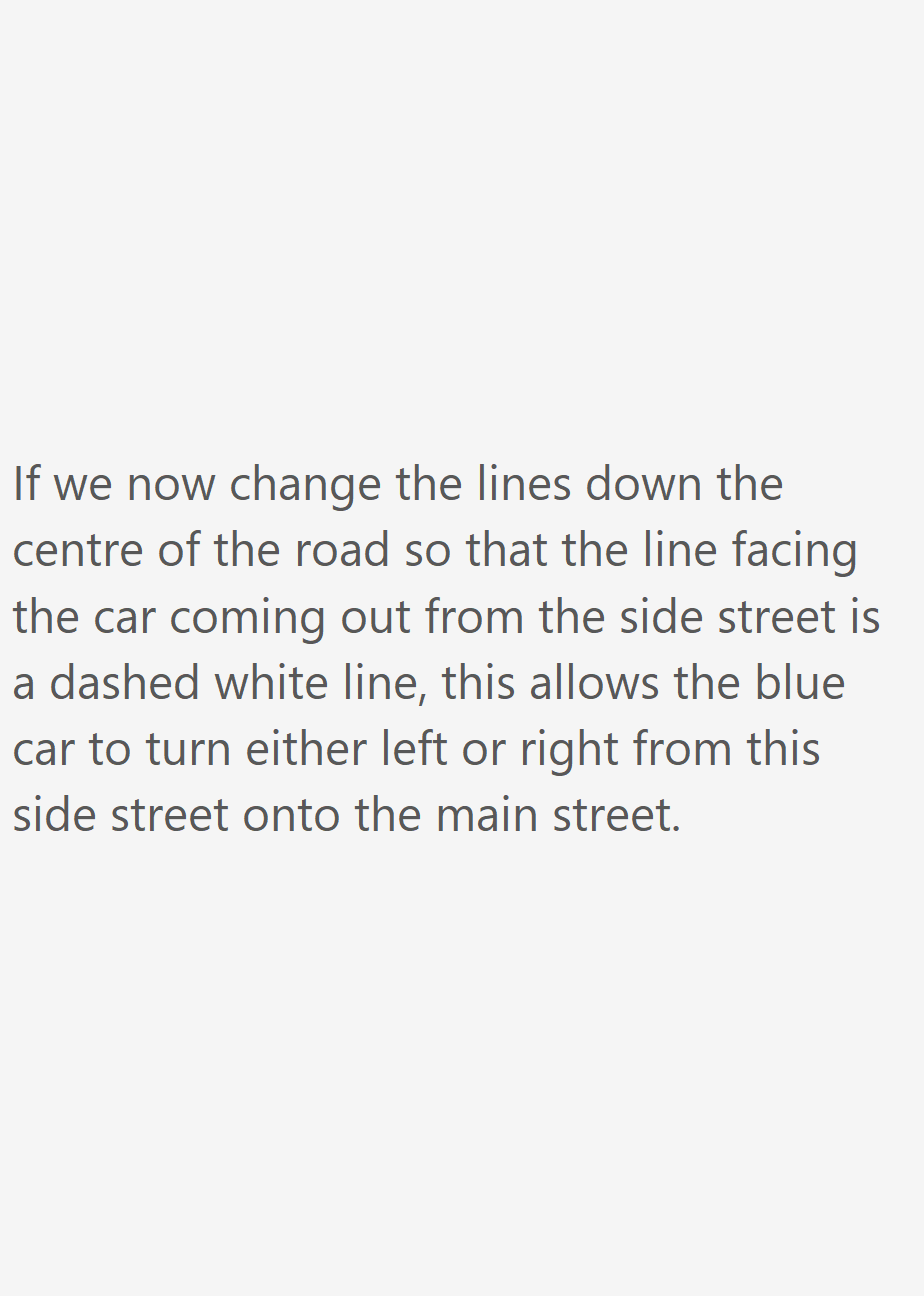 If we now change the lines down the
centre of the road so that the line facing
the car coming out from the side street is
a dashed white line, this allows the blue
car to turn either left or right from this
side street onto the main street.